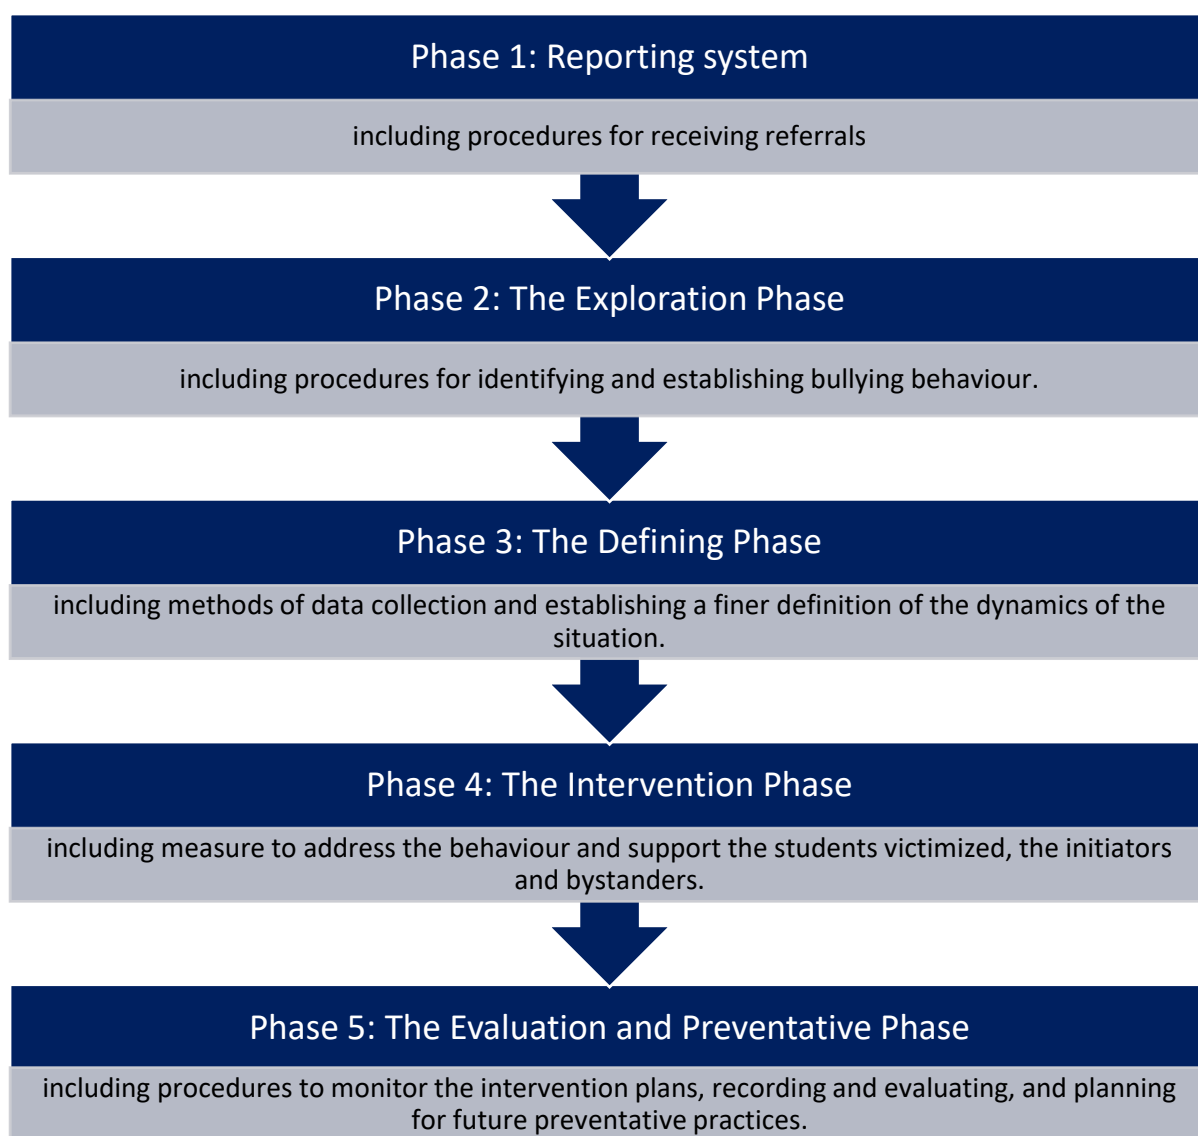 Phase 1: Reporting system
including procedures for receiving referrals
Phase 2: The Exploration Phase
including procedures for identifying and establishing bullying behaviour.
Phase 3: The Defining Phase
including methods of data collection and establishing a finer definition of the dynamics of the
situation.
Phase 4: The Intervention Phase
including measure to address the behaviour and support the students victimized, the initiators
and bystanders.
Phase 5: The Evaluation and Preventative Phase
including procedures to monitor the intervention plans, recording and evaluating, and planning
for future preventative practices.